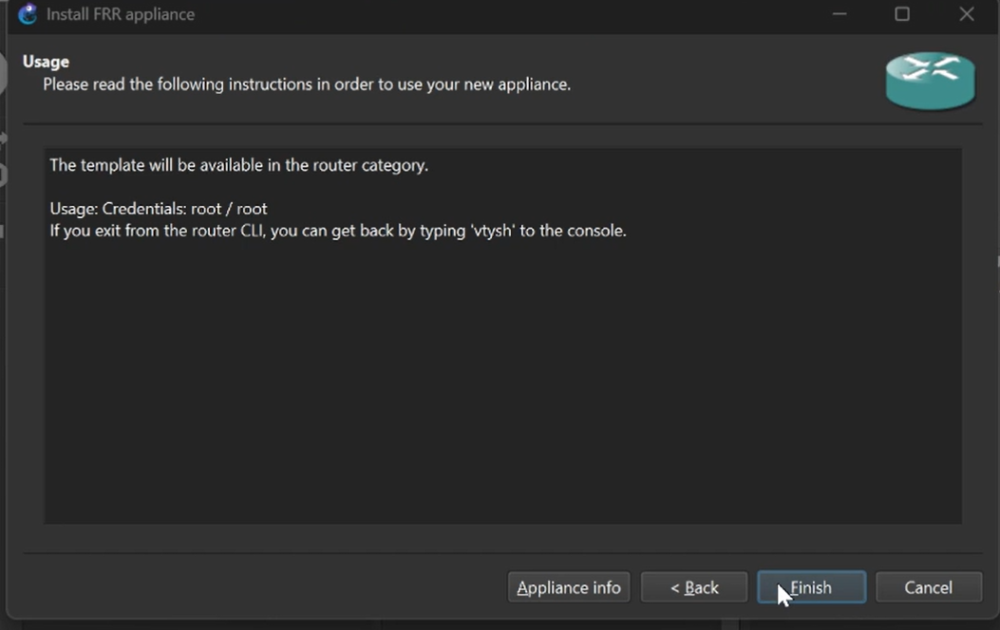 Install FRR appliance
Usage
Please read the following instructions in order to use your new appliance.
The template will be available in the router category.
Usage: Credentials: root / root
If you exit from the router CLI, you can get back by typing 'vtysh' to the console.
Appliance info
< Back
Finish
Cancel